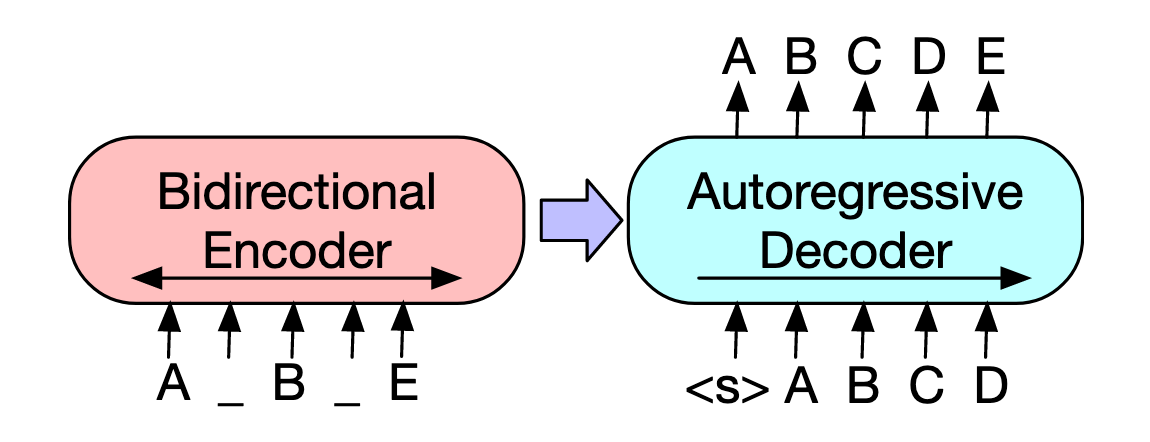 A B C D E
Bidirectional
Encoder
Autoregressive
Decoder
A _ B _ E
<s> A B C D